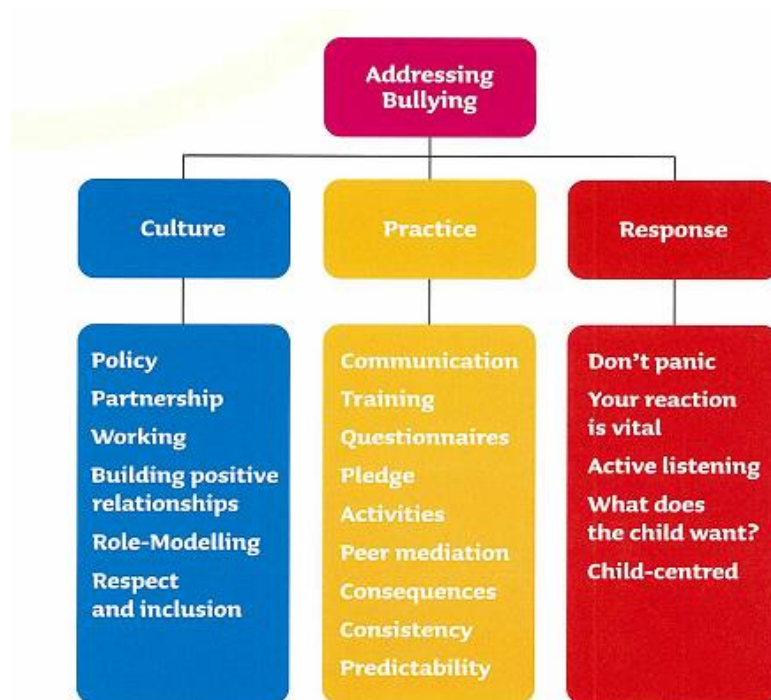 Addressing
Bullying
Culture
Practice
Response
Policy
Partnership
Working
Building positive
relationships
Role-Modelling
Respect
and inclusion
Communication
Training
Questionnaires
Pledge
Activities
Peer mediation
Consequences
Consistency
Predictability
Don't panic
Your reaction
is vital
Active listening
What does
the child want?
Child-centred